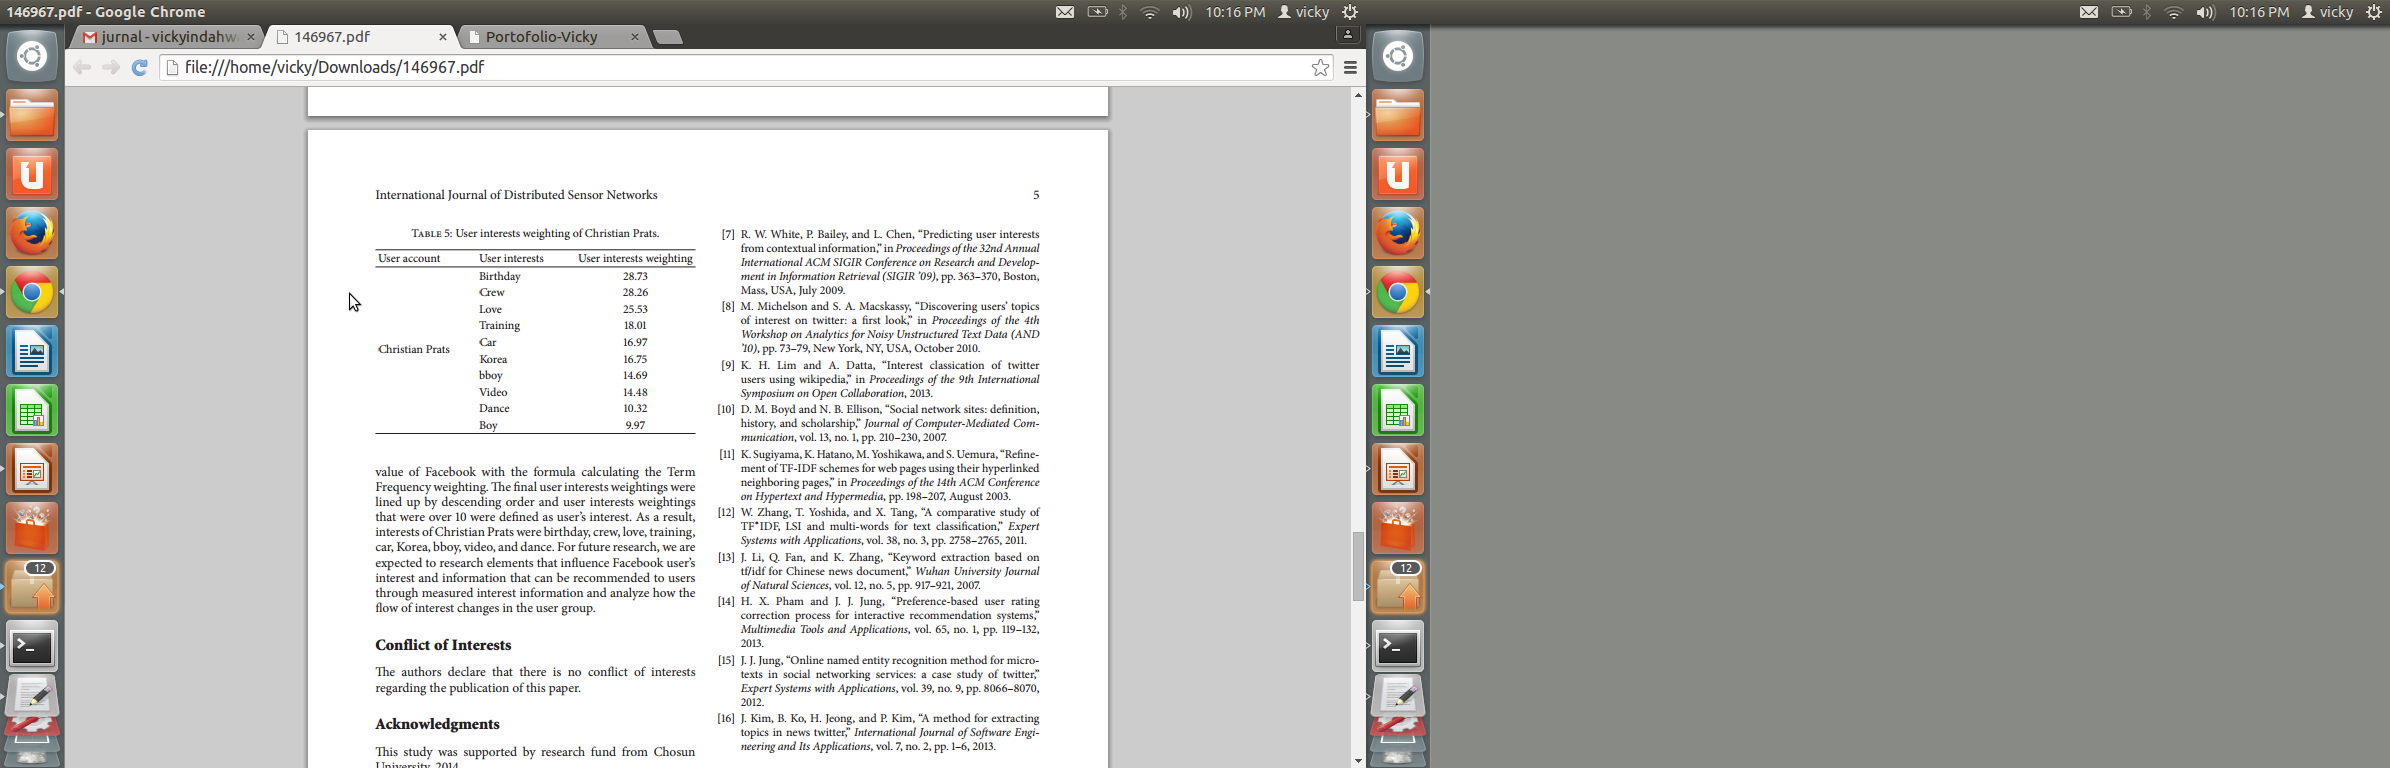 146967.pdf - Google Chrome
10:16 PM vicky
10:16 PM vicky
jurnal - vickyindahw
146967.pdf
Portofolio-Vicky
file:///home/vicky/Downloads/146967.pdf
International Journal of Distributed Sensor Networks 5
TABLE 5: User interests weighting of Christian Prats.
User account User interests User interests weighting
Birthday 28.73
Crew 28.26
Love 25.53
Training 18.01
Car 16.97
Christian Prats
Korea 16.75
bboy 14.69
Video 14.48
Dance 10.32
Boy 9.97
value of Facebook with the formula calculating the Term
Frequency weighting. The final user interests weightings were
lined up by descending order and user interests weightings
that were over 10 were defined as user's interest. As a result,
interests of Christian Prats were birthday, crew, love, training,
car, Korea, bboy, video, and dance. For future research, we are
expected to research elements that influence Facebook user's
interest and information that can be recommended to users
through measured interest information and analyze how the
flow of interest changes in the user group.
Conflict of Interests
The authors declare that there is no conflict of interests
regarding the publication of this paper.
Acknowledgments
This study was supported by research fund from Chosun
University, 2014.
[7] R. W. White, P. Bailey, and L. Chen, “Predicting user interests
from contextual information,” in Proceedings of the 32nd Annual
International ACM SIGIR Conference on Research and Develop-
ment in Information Retrieval (SIGIR '09), pp. 363–370, Boston,
Mass, USA, July 2009.
[8] M. Michelson and S. A. Macskassy, “Discovering users' topics
of interest on twitter: a first look,” in Proceedings of the 4th
Workshop on Analytics for Noisy Unstructured Text Data (AND
'10), pp. 73–79, New York, NY, USA, October 2010.
[9] K. H. Lim and A. Datta, “Interest classication of twitter
users using wikipedia,” in Proceedings of the 9th International
Symposium on Open Collaboration, 2013.
[10] D. M. Boyd and N. B. Ellison, “Social network sites: definition,
history, and scholarship,” Journal of Computer-Mediated Com-
munication, vol. 13, no. 1, pp. 210–230, 2007.
[11] K. Sugiyama, K. Hatano, M. Yoshikawa, and S. Uemura, “Refine-
ment of TF-IDF schemes for web pages using their hyperlinked
neighboring pages,” in Proceedings of the 14th ACM Conference
on Hypertext and Hypermedia, pp. 198–207, August 2003.
[12] W. Zhang, T. Yoshida, and X. Tang, “A comparative study of
TF*IDF, LSI and multi-words for text classification,” Expert
Systems with Applications, vol. 38, no. 3, pp. 2758–2765, 2011.
[13] J. Li, Q. Fan, and K. Zhang, “Keyword extraction based on
tf/idf for Chinese news document,” Wuhan University Journal
of Natural Sciences, vol. 12, no. 5, pp. 917–921, 2007.
[14] H. X. Pham and J. J. Jung, “Preference-based user rating
correction process for interactive recommendation systems,”
Multimedia Tools and Applications, vol. 65, no. 1, pp. 119–132,
2013.
[15] J. J. Jung, “Online named entity recognition method for micro-
texts in social networking services: a case study of twitter,”
Expert Systems with Applications, vol. 39, no. 9, pp. 8066–8070,
2012.
[16] J. Kim, B. Ko, H. Jeong, and P. Kim, “A method for extracting
topics in news twitter,” International Journal of Software Engi-
neering and Its Applications, vol. 7, no. 2, pp. 1–6, 2013.
12
12